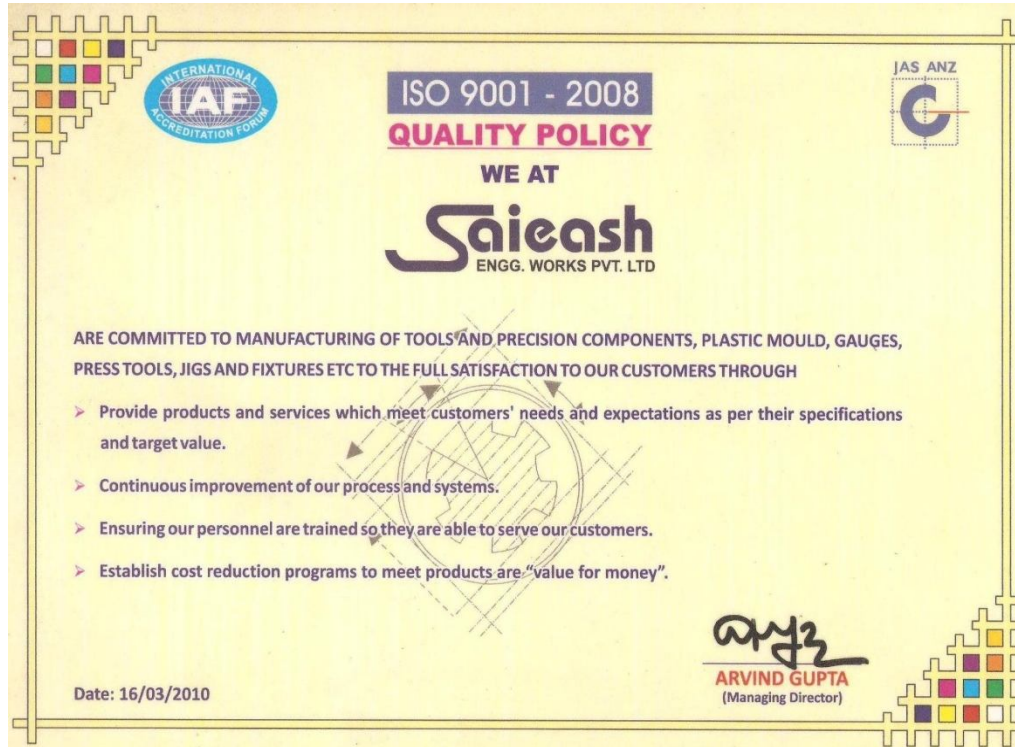 INTERNATIONAL
IAF
ACCREDITATION FORUM
JAS ANZ
ISO 9001 - 2008
QUALITY POLICY
WE AT
Saieash
ENGG. WORKS PVT. LTD
ARE COMMITTED TO MANUFACTURING OF TOOLS AND PRECISION COMPONENTS, PLASTIC MOULD, GAUGES,
PRESS TOOLS, JIGS AND FIXTURES ETC TO THE FULL SATISFACTION TO OUR CUSTOMERS THROUGH
➢ Provide products and services which meet customers' needs and expectations as per their specifications
and target value.
➢ Continuous improvement of our process and systems.
➢ Ensuring our personnel are trained so they are able to serve our customers.
➢ Establish cost reduction programs to meet products are “value for money”.
ARVIND GUPTA
(Managing Director)
Date: 16/03/2010